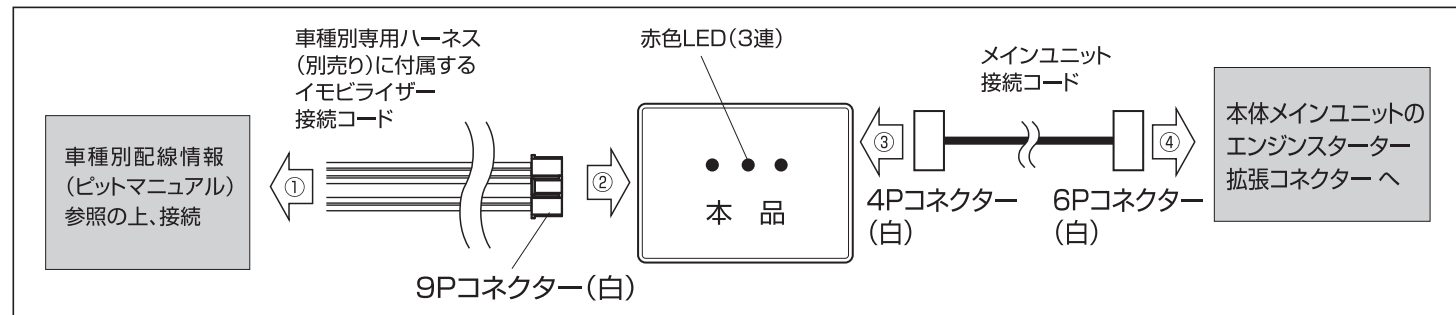 車種別専用ハーネス
(別売り)に付属する
イモビライザー
接続コード
赤色LED(3連)
メインユニット
接続コード
車種別配線情報
(ピットマニュアル)
参照の上、接続
①
②
本 品
③
④
本体メインユニットの
エンジンスターター
拡張コネクター へ
4Pコネクター
(白)
6Pコネクター
(白)
9Pコネクター(白)